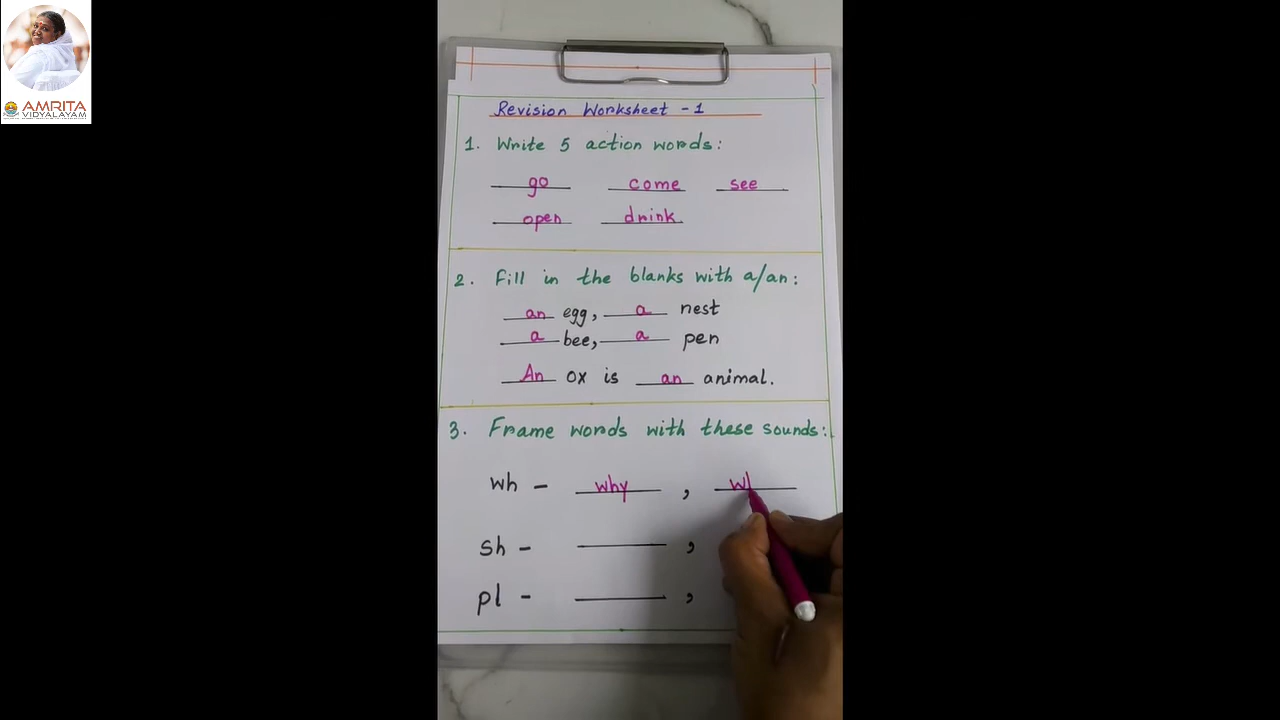 AMRITA
VIDYALAYAM
Revision Worksheet - 1
1. Write 5 action words:
go come see
open drink
2. Fill in the blanks with a/an:
an egg, a nest
a bee, a pen
An ox is an animal.
3. Frame words with these sounds:
wh - why , wh
sh - ,
pl - ,